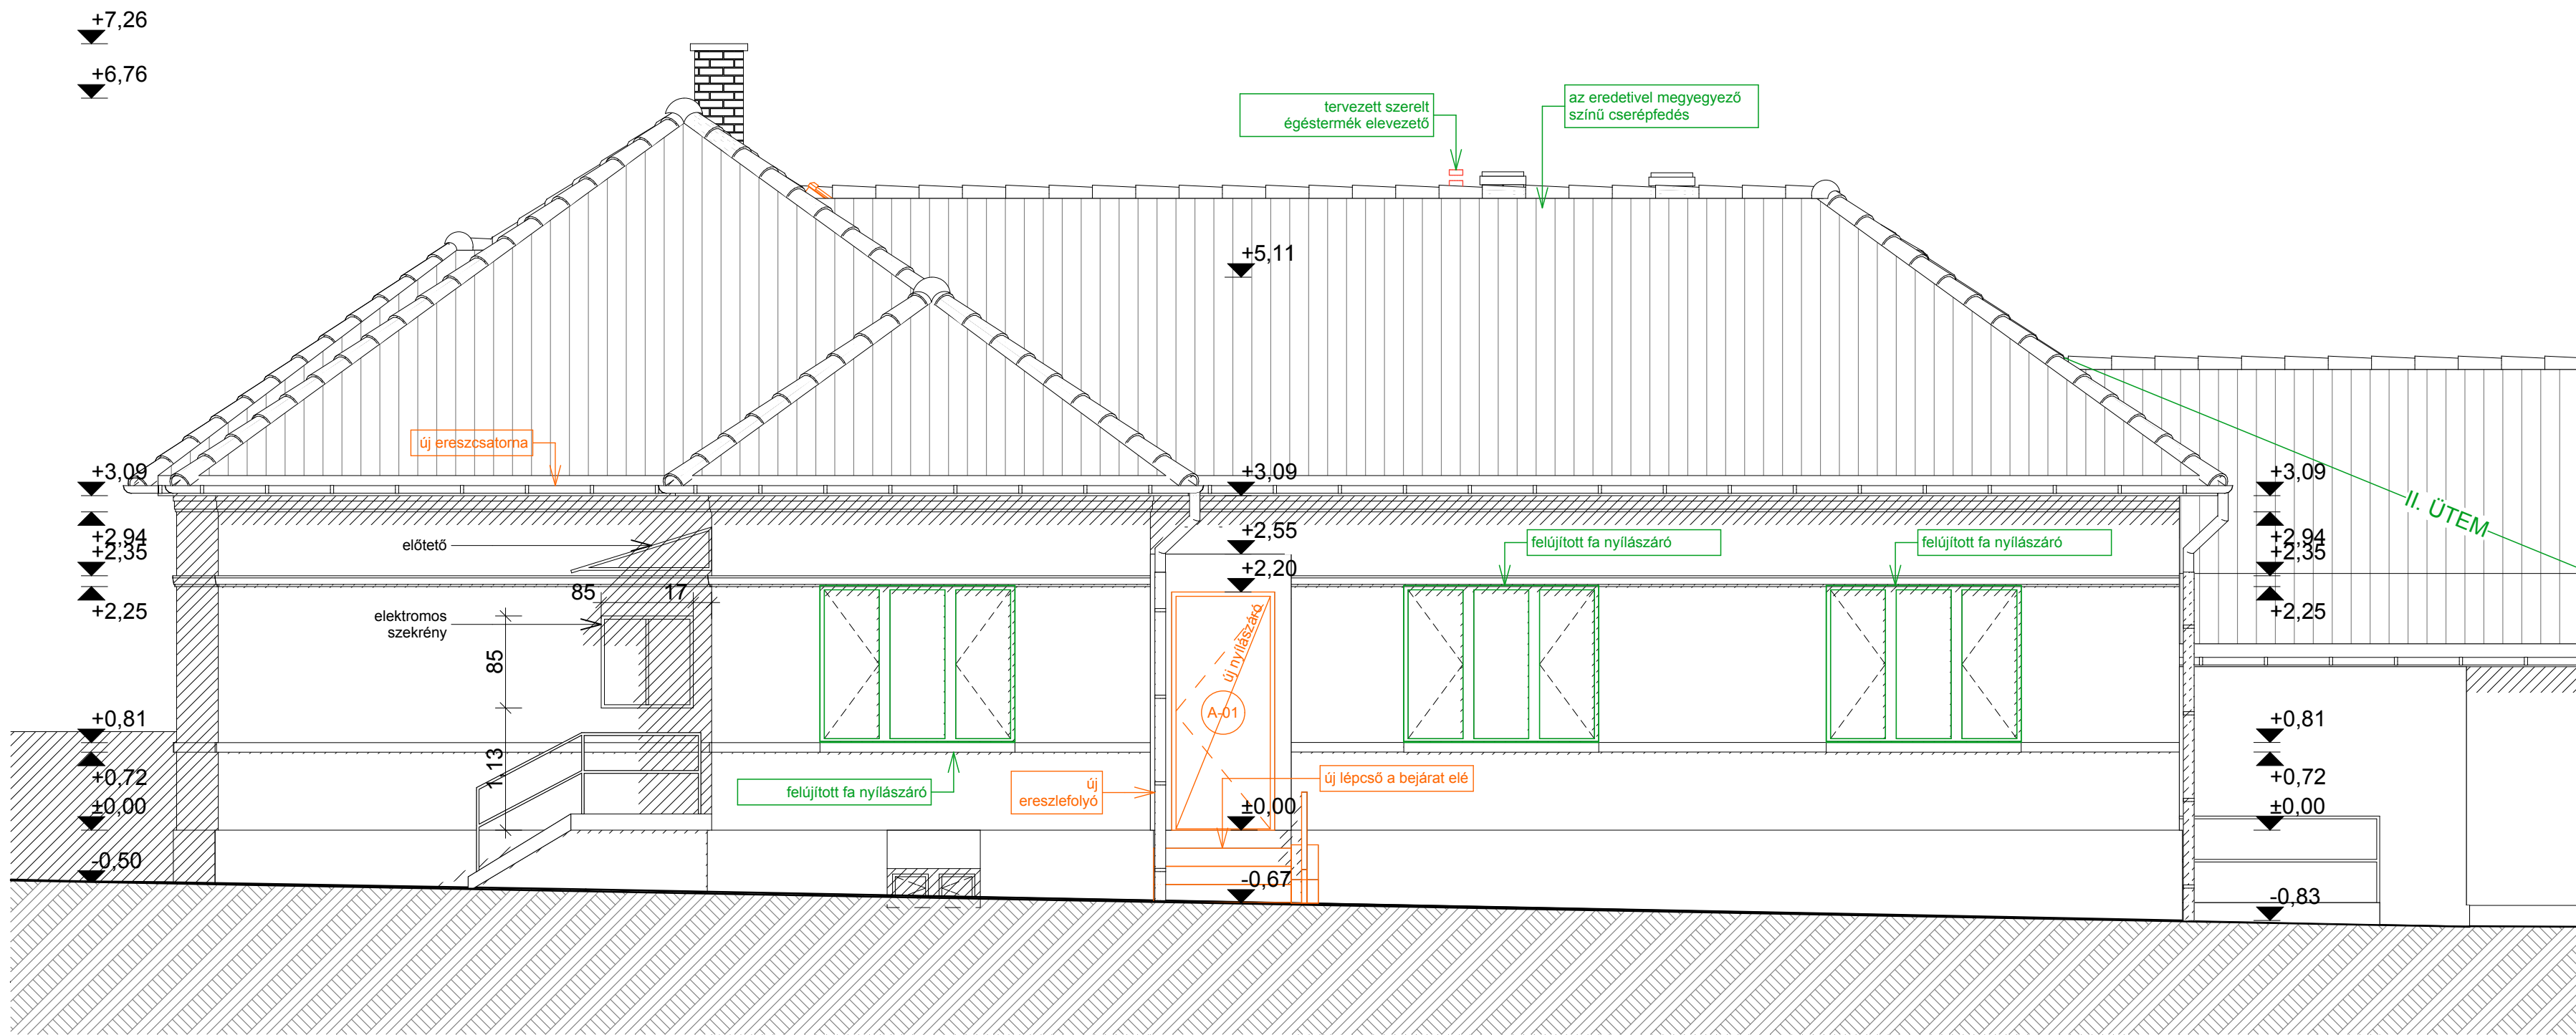 +7,26
+6,76
tervezett szerelt
égéstermék elevezető
az eredetivel megyegyező
színű cserépfedés
+5,11
új ereszcsatorna
+3,09
+3,09
+3,09
II. ÜTEM
+2,94
+2,35
+2,25
előtető
85
17
elektromos
szekrény
85
113
+2,55
+2,20
felújított fa nyílászáró
felújított fa nyílászáró
+2,94
+2,35
+2,25
új nyílászáró
A-01
+0,81
+0,72
±0,00
-0,50
felújított fa nyílászáró
új
ereszlefolyó
új lépcső a bejárat elé
±0,00
-0,67
+0,81
+0,72
±0,00
-0,83